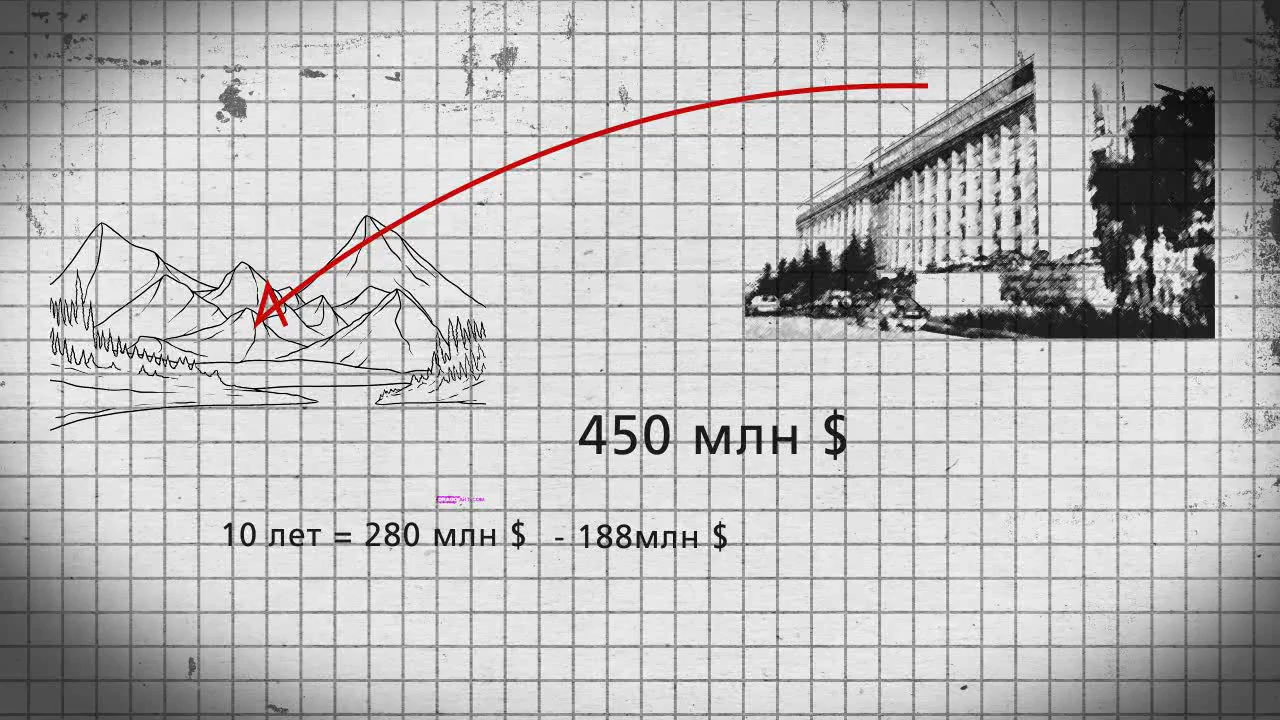 450 млн $
10 лет = 280 млн $ - 188млн $